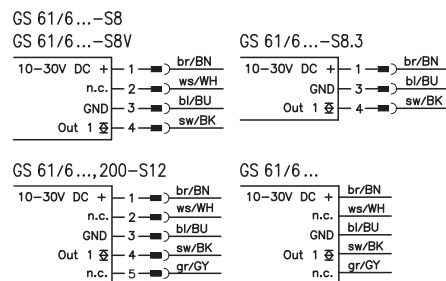 GS 61/6...-S8
GS 61/6...-S8V
10-30V DC + 1 br/BN
n.c. 2 ws/WH
GND 3 bl/BU
Out 1 4 sw/BK
GS 61/6...-S8.3
10-30V DC + 1 br/BN
GND 3 bl/BU
Out 1 4 sw/BK
GS 61/6...,200-S12
10-30V DC + 1 br/BN
n.c. 2 ws/WH
GND 3 bl/BU
Out 1 4 sw/BK
n.c. 5 gr/GY
GS 61/6...
10-30V DC + br/BN
n.c. ws/WH
GND bl/BU
Out 1 sw/BK
n.c. gr/GY